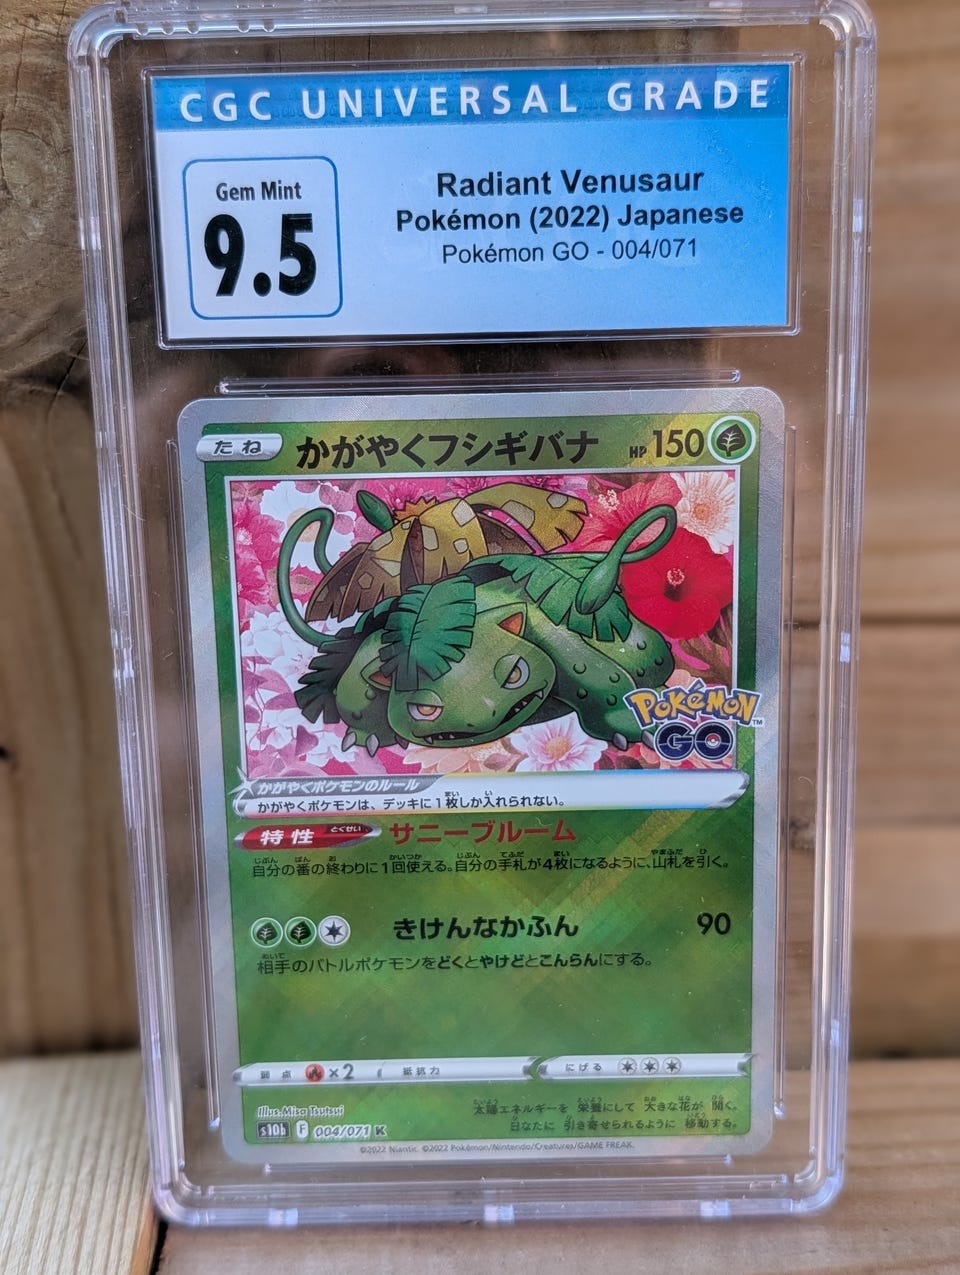 CGC UNIVERSAL GRADE
Gem Mint
9.5
Radiant Venusaur
Pokémon (2022) Japanese
Pokémon GO - 004/071
たね
かがやくフシギバナ
HP 150
POKéMON
GO
TM
かがやくポケモンのルール
かがやくポケモンは、デッキに1枚しか入れられない。
特性 とくせい サニーブルーム
自分の番の終わりに1回使える。自分の手札が4枚になるように、山札を引く。
きけんなかふん 90
相手のバトルポケモンをどくとやけどとこんらんにする。
弱点 ×2 抵抗力 にげる
Illus. Misa Tsutsui
s10b F 004/071 K
太陽エネルギーを 栄養にして 大きな花が 開く。
日なたに 引き寄せられるように 移動する。
©2022 Niantic ©2022 Pokémon/Nintendo/Creatures/GAME FREAK.